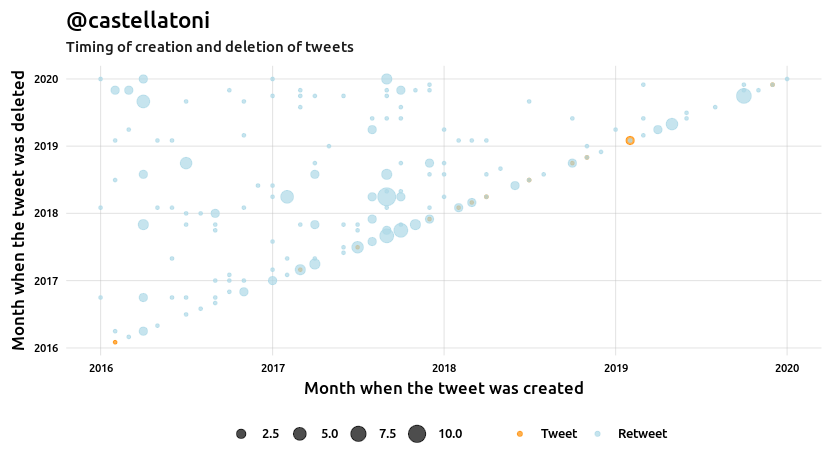 @castellatoni
Timing of creation and deletion of tweets
Month when the tweet was deleted
2020
2019
2018
2017
2016
2016 2017 2018 2019 2020
Month when the tweet was created
2.5 5.0 7.5 10.0 Tweet Retweet